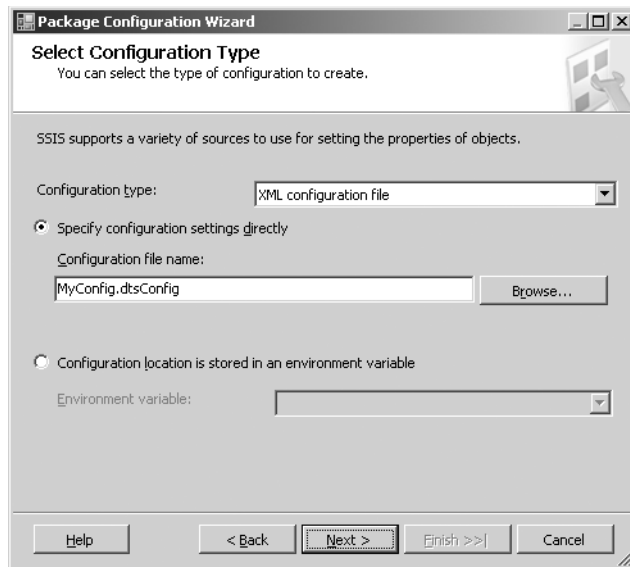 Package Configuration Wizard
Select Configuration Type
You can select the type of configuration to create.
SSIS supports a variety of sources to use for setting the properties of objects.
Configuration type: XML configuration file
Specify configuration settings directly
Configuration file name:
MyConfig.dtsConfig Browse...
Configuration location is stored in an environment variable
Environment variable:
Help < Back Next > Finish >>| Cancel